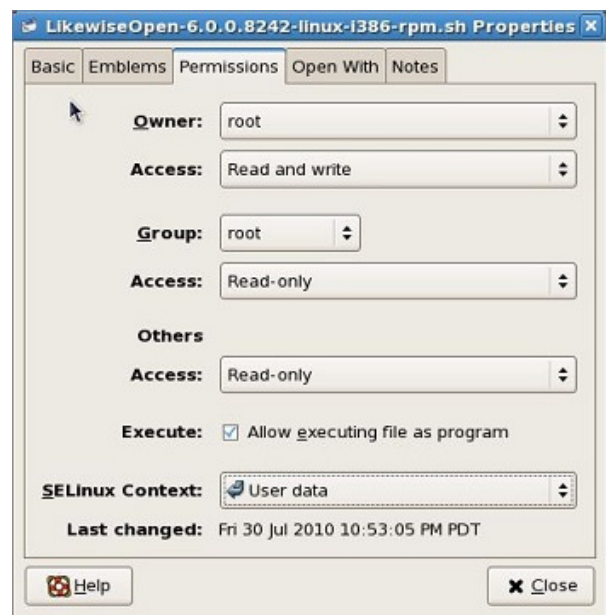 LikewiseOpen-6.0.0.8242-linux-i386-rpm.sh Properties
Basic Emblems Permissions Open With Notes
Owner: root
Access: Read and write
Group: root
Access: Read-only
Others
Access: Read-only
Execute: Allow executing file as program
SELinux Context: User data
Last changed: Fri 30 Jul 2010 10:53:05 PM PDT
Help Close